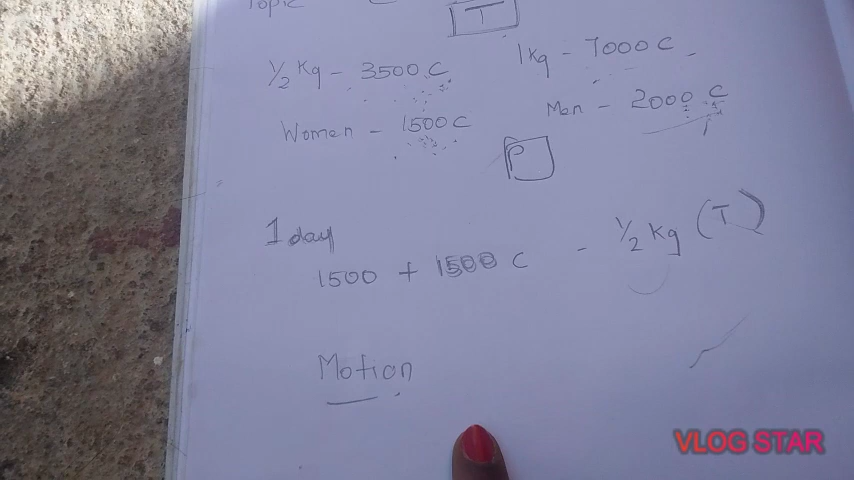 Topic
T
1/2 Kg - 3500 C
1 Kg - 7000 C
Women - 1500 C
Men - 2000 C
P
1 day
1500 + 1500 C - 1/2 Kg (T)
Motion
VLOG STAR